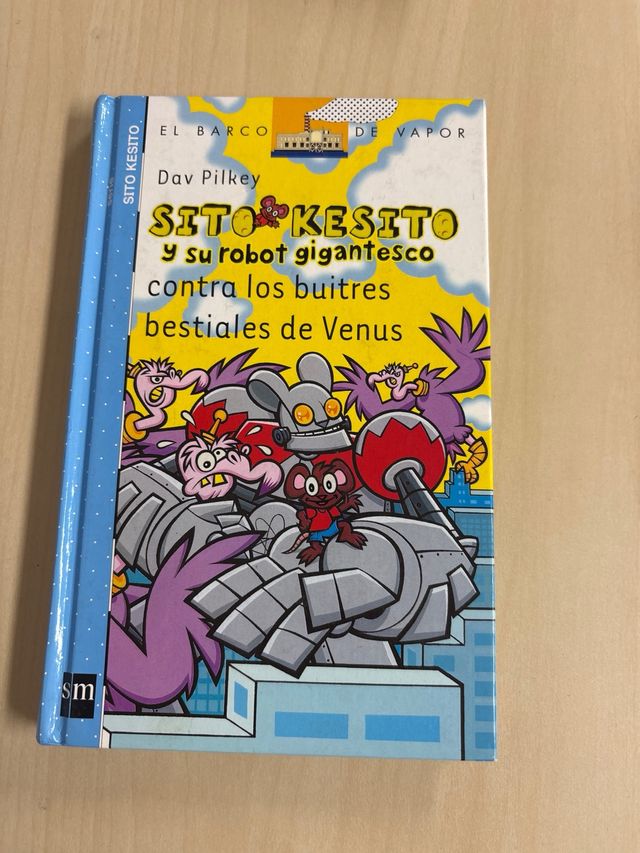 EL BARCO DE VAPOR
Dav Pilkey
SITO KESITO
y su robot gigantesco
contra los buitres
bestiales de Venus
SITO KESITO
sm